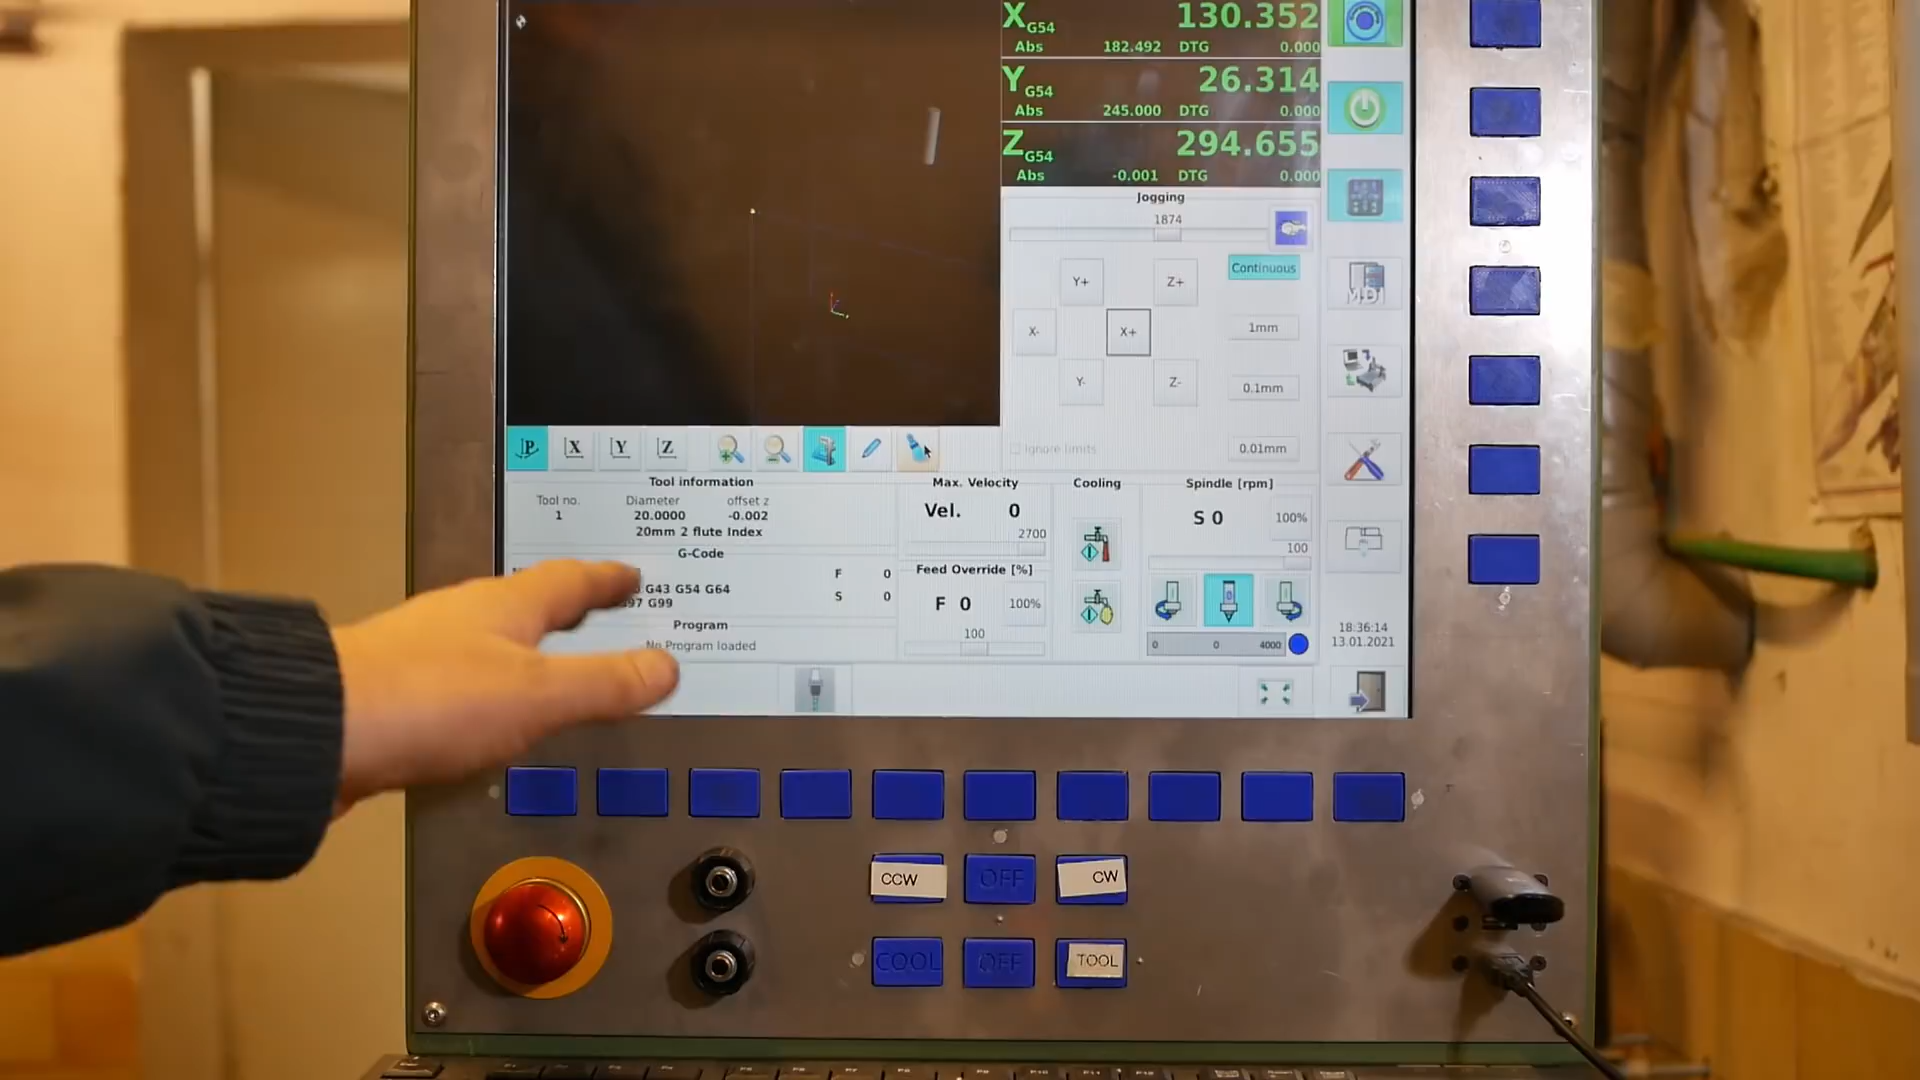 X G54 130.352
Abs 182.492 DTG 0.000
Y G54 26.314
Abs 245.000 DTG 0.000
Z G54 294.655
Abs -0.001 DTG 0.000
Jogging
1874
Continuous
Y+ Z+
X- X+ 1mm
Y- Z- 0.1mm
Ignore limits 0.01mm
MDI
P X Y Z
Tool information
Tool no. Diameter offset z
1 20.0000 -0.002
20mm 2 flute Index
G-Code
F 0
G43 G54 G64
S 0
G99
Program
No Program loaded
Max. Velocity
Vel. 0
2700
Feed Override [%]
F 0 100%
100
Cooling
Spindle [rpm]
S 0 100%
100
0 0 4000
18:36:14
13.01.2021
CCW OFF CW
COOL OFF TOOL